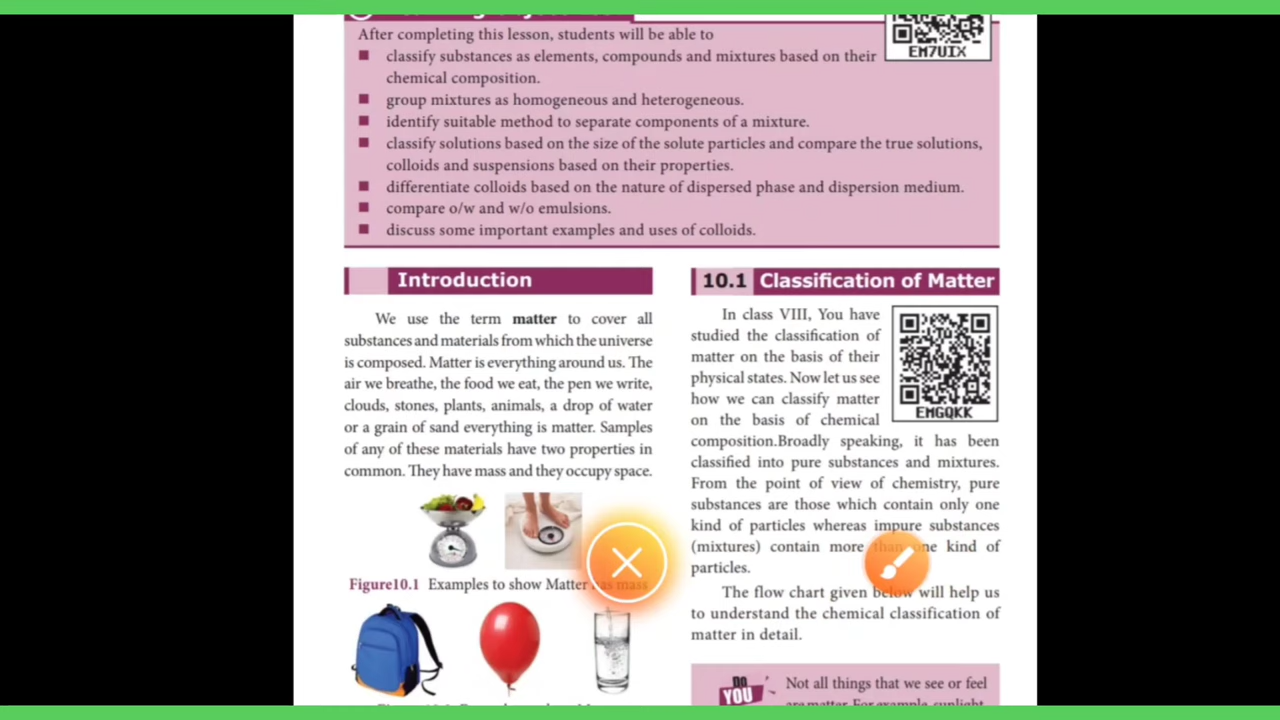 EM7UIX
After completing this lesson, students will be able to
■ classify substances as elements, compounds and mixtures based on their
chemical composition.
■ group mixtures as homogeneous and heterogeneous.
■ identify suitable method to separate components of a mixture.
■ classify solutions based on the size of the solute particles and compare the true solutions,
colloids and suspensions based on their properties.
■ differentiate colloids based on the nature of dispersed phase and dispersion medium.
■ compare o/w and w/o emulsions.
■ discuss some important examples and uses of colloids.
Introduction
We use the term matter to cover all
substances and materials from which the universe
is composed. Matter is everything around us. The
air we breathe, the food we eat, the pen we write,
clouds, stones, plants, animals, a drop of water
or a grain of sand everything is matter. Samples
of any of these materials have two properties in
common. They have mass and they occupy space.
Figure10.1 Examples to show Matter has mass
10.1 Classification of Matter
In class VIII, You have
studied the classification of
matter on the basis of their
physical states. Now let us see
how we can classify matter
on the basis of chemical
EMGQKK
composition.Broadly speaking, it has been
classified into pure substances and mixtures.
From the point of view of chemistry, pure
substances are those which contain only one
kind of particles whereas impure substances
(mixtures) contain more than one kind of
particles.
The flow chart given below will help us
to understand the chemical classification of
matter in detail.
DO
YOU
Not all things that we see or feel
are matter. For example, sunlight,